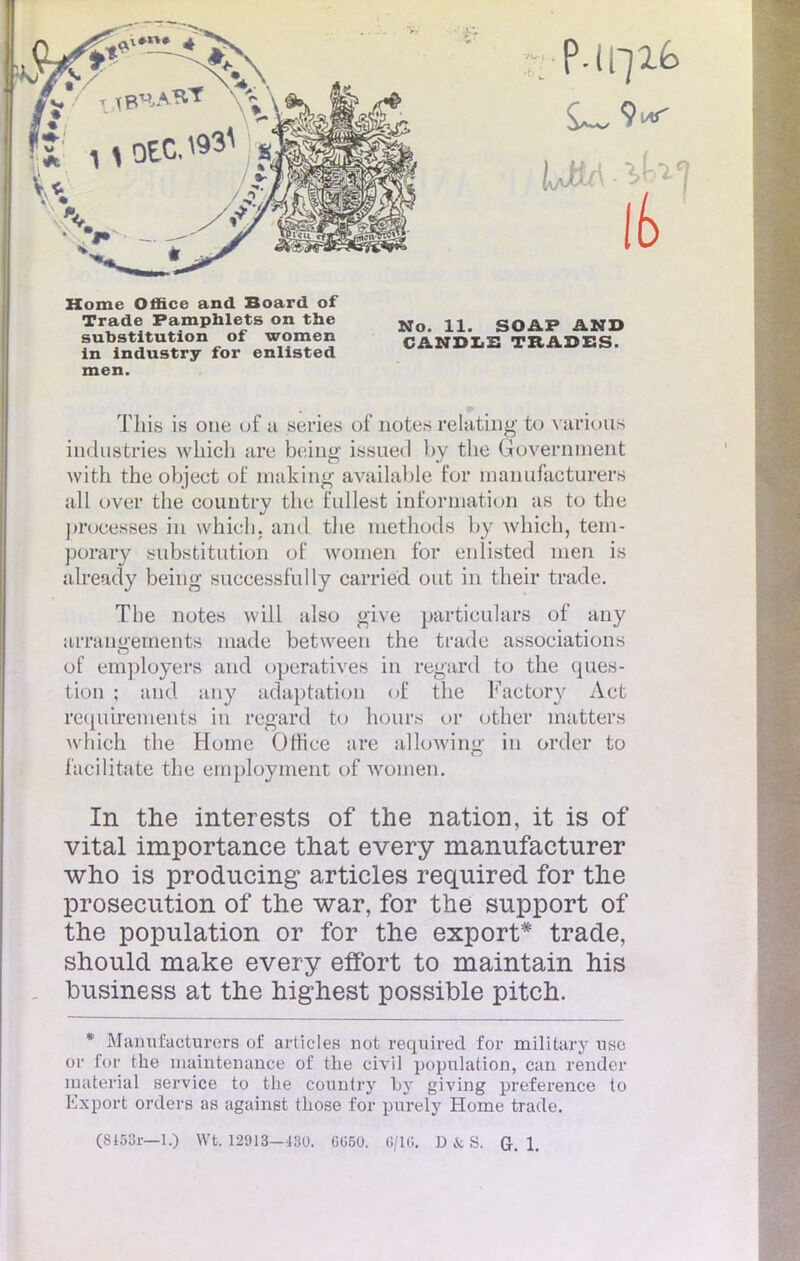 LIBRARY
11 DEC. 1931
P.11726
16
Home Office and Board of
Trade Pamphlets on the
substitution of women
in industry for enlisted
men.
No. 11. SOAP AND
CANDLE TRADES.
This is one of a series of notes relating to various
industries which are being issued by the Government
with the object of making available for manufacturers
all over the country the fullest information as to the
processes in which, and the methods by which, tem-
porary substitution of women for enlisted men is
already being successfully carried out in their trade.
The notes will also give particulars of any
arrangements made between the trade associations
of employers and operatives in regard to the ques-
tion ; and any adaptation of the Factory Act
requirements in regard to hours or other matters
which the Home Office are allowing in order to
facilitate the employment of women.
In the interests of the nation, it is of
vital importance that every manufacturer
who is producing articles required for the
prosecution of the war, for the support of
the population or for the export* trade,
should make every effort to maintain his
business at the highest possible pitch.
* Manufacturers of articles not required for military use
or for the maintenance of the civil population, can render
material service to the country by giving preference to
Export orders as against those for purely Home trade.
(8153r—1.) Wt. 12913—430. 6650. 6/16. D & S. G. 1.